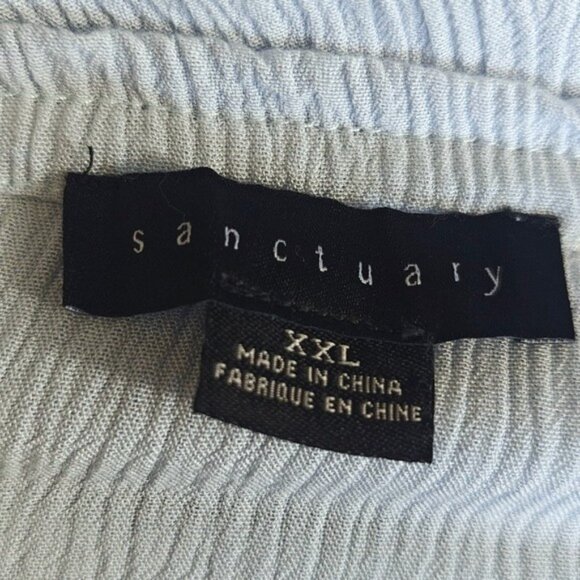 sanctuary
XXL
MADE IN CHINA
FABRIQUE EN CHINE